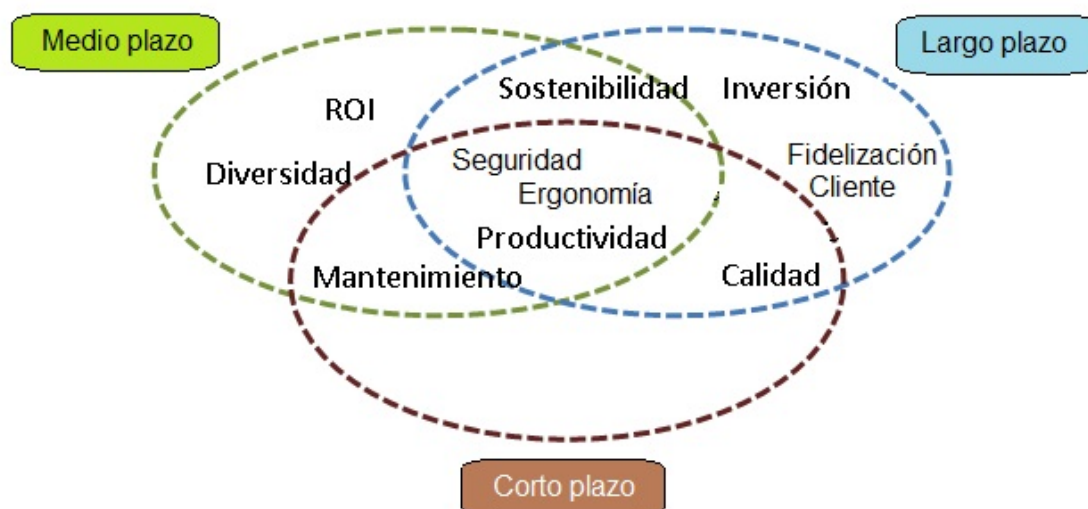 Medio plazo
Largo plazo
Sostenibilidad
Inversión
ROI
Seguridad
Fidelización
Cliente
Diversidad
Ergonomía
Productividad
Mantenimiento
Calidad
Corto plazo